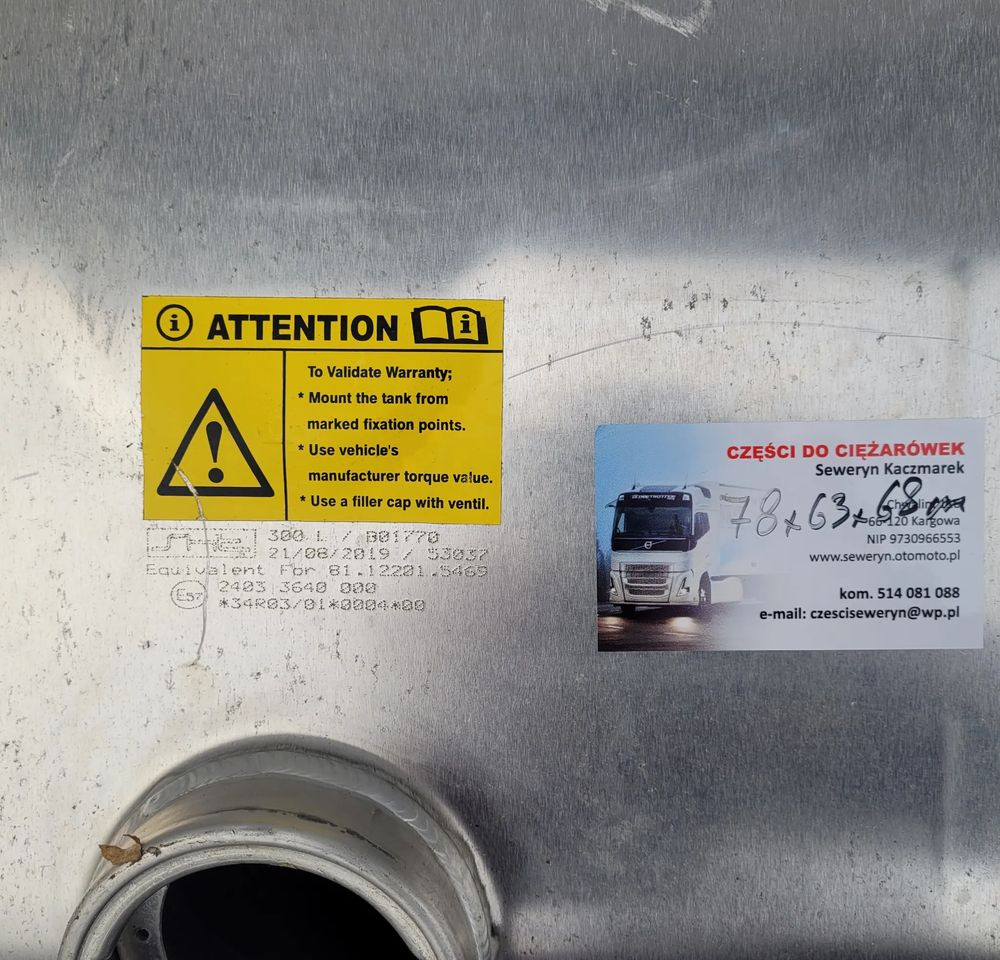 ATTENTION
To Validate Warranty;
* Mount the tank from
marked fixation points.
* Use vehicle's
manufacturer torque value.
* Use a filler cap with ventil.
300 L / B01770
21/08/2019 / 53037
Equivalent For 81.12201.5469
2403 3640 000
E37
*34R03/01*0004*00
CZĘŚCI DO CIĘŻARÓWEK
Seweryn Kaczmarek
78x63x68
66-120 Kargowa
NIP 9730966553
www.seweryn.otomoto.pl
kom. 514 081 088
e-mail: czesciseweryn@wp.pl